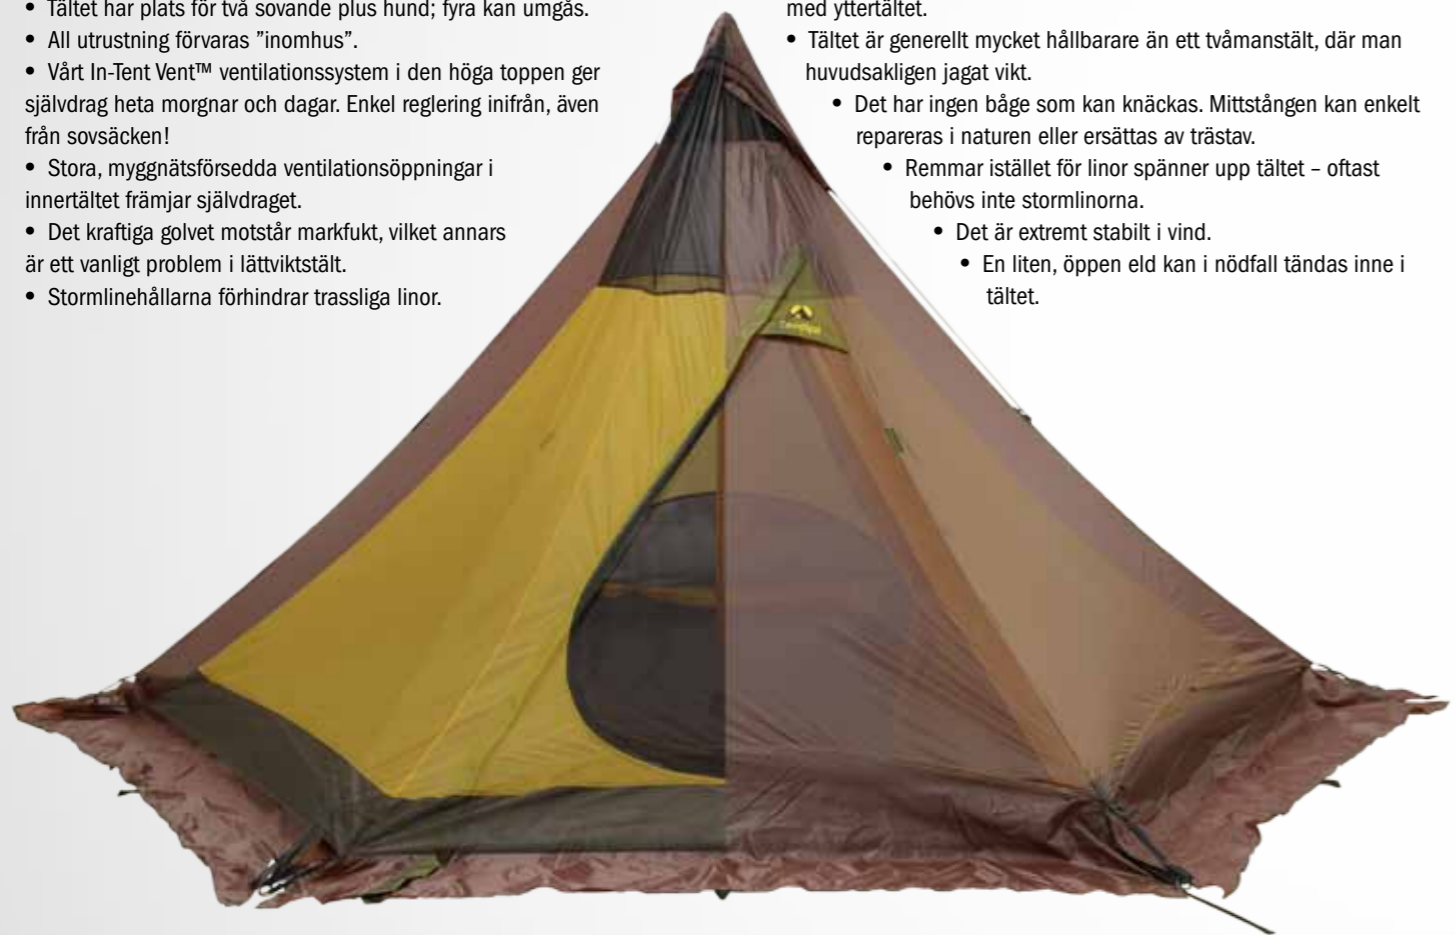 • Tältet har plats för två sovande plus hund; fyra kan umgås.
• All utrustning förvaras ”inomhus”.
• Vårt In-Tent Vent™ ventilationssystem i den höga toppen ger
självdrag heta morgnar och dagar. Enkel reglering inifrån, även
från sovsäcken!
• Stora, myggnätsförsedda ventilationsöppningar i
innertältet främjar självdraget.
• Det kraftiga golvet motstår markfukt, vilket annars
är ett vanligt problem i lättviktstält.
• Stormlinehållarna förhindrar trassliga linor.
med yttertältet.
• Tältet är generellt mycket hållbarare än ett tvåmanstält, där man
huvudsakligen jagat vikt.
• Det har ingen båge som kan knäckas. Mittstången kan enkelt
repareras i naturen eller ersättas av trästav.
• Remmar istället för linor spänner upp tältet – oftast
behövs inte stormlinorna.
• Det är extremt stabilt i vind.
• En liten, öppen eld kan i nödfall tändas inne i
tältet.